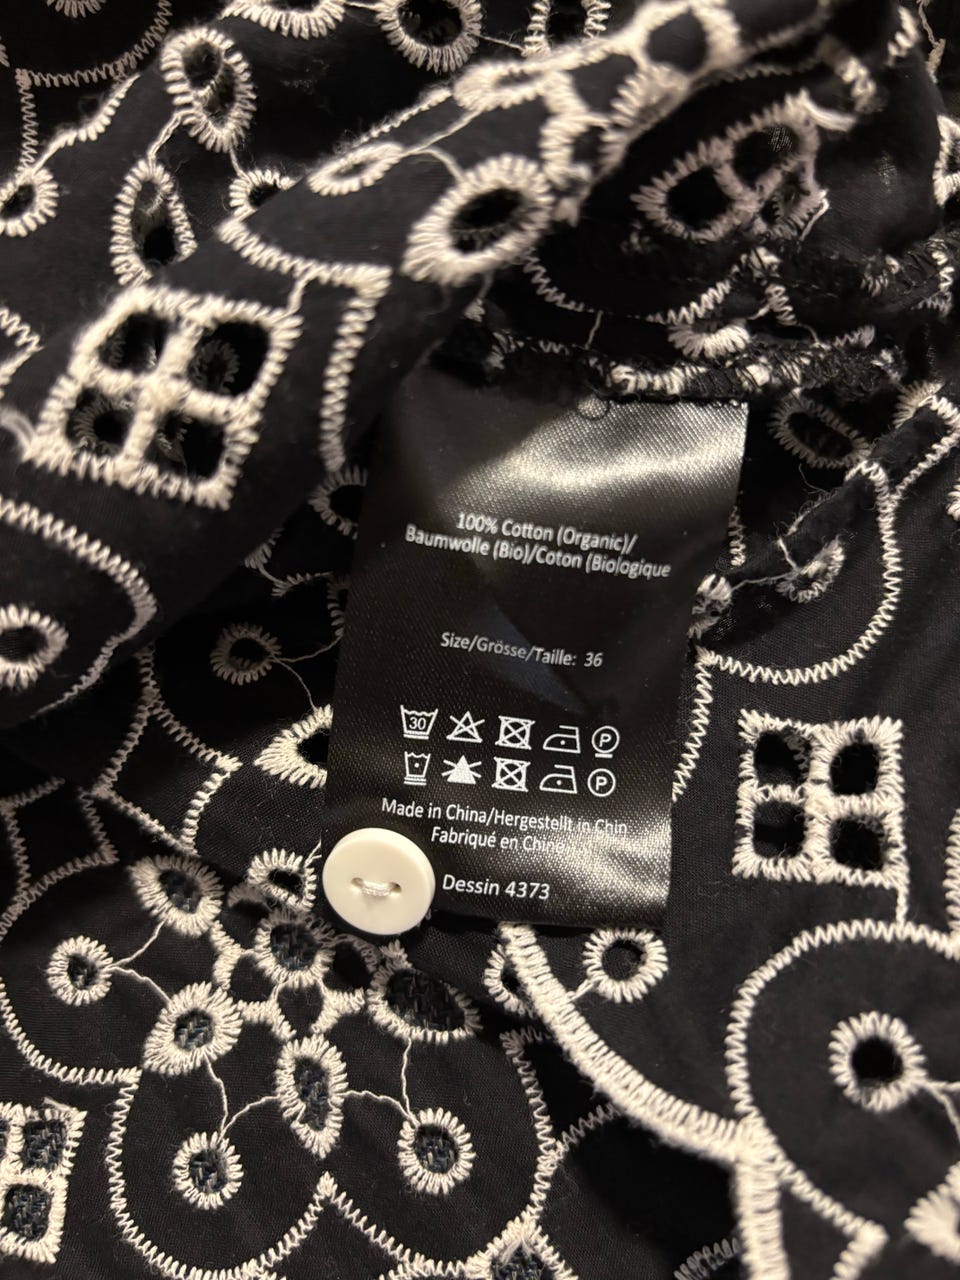 100% Cotton (Organic)/
Baumwolle (Bio)/Coton (Biologique
Size/Grösse/Taille: 36
30
P
P
Made in China/Hergestellt in Chin
Fabriqué en Chine
Dessin 4373